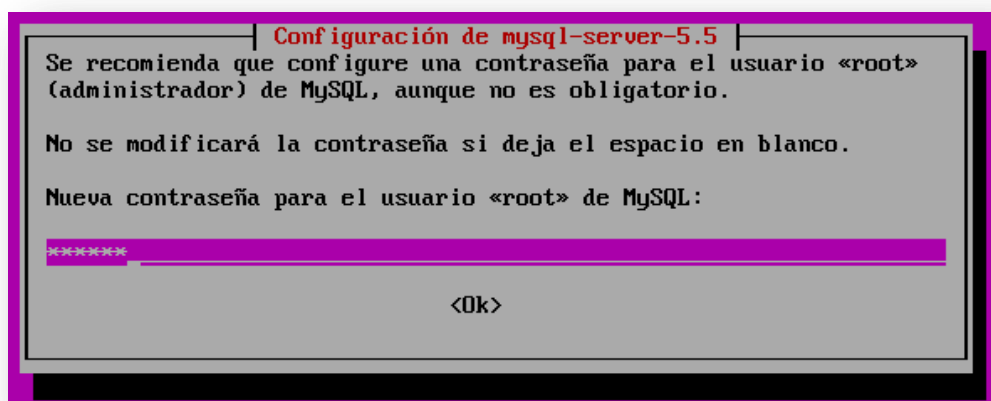 Configuración de mysql-server-5.5
Se recomienda que configure una contraseña para el usuario «root»
(administrador) de MySQL, aunque no es obligatorio.
No se modificará la contraseña si deja el espacio en blanco.
Nueva contraseña para el usuario «root» de MySQL:
******
<Ok>